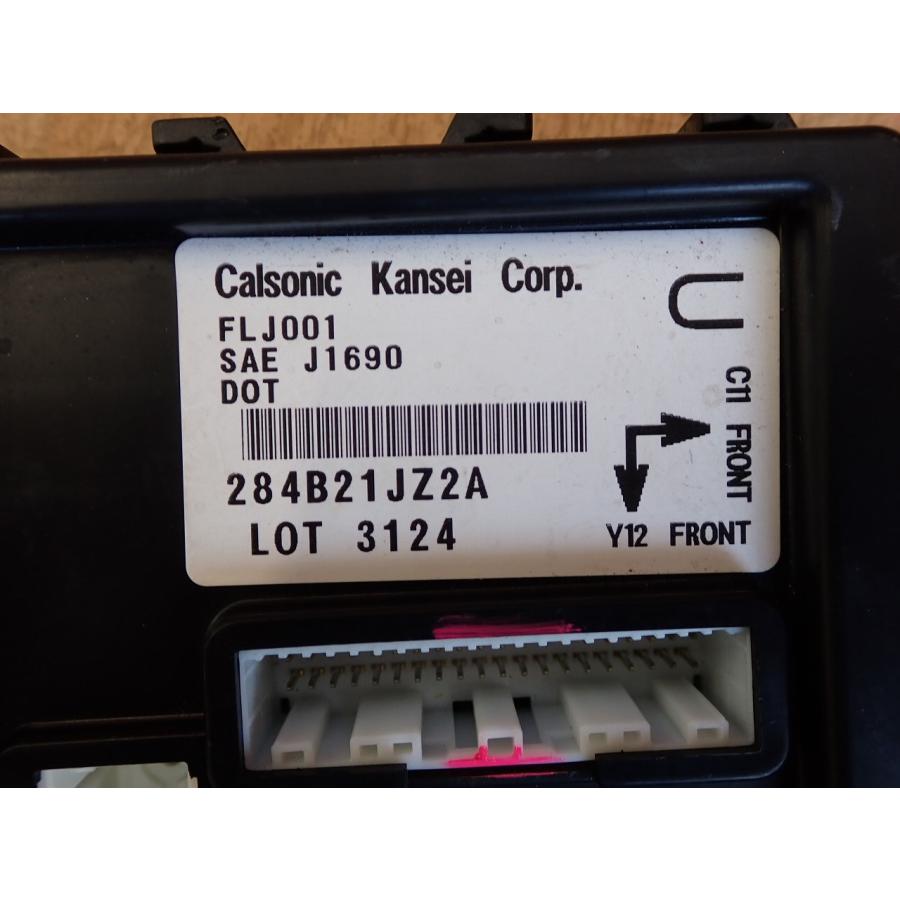 Calsonic Kansei Corp.
FLJ001
SAE J1690
DOT
284B21JZ2A
LOT 3124
U
C11 FRONT
Y12 FRONT